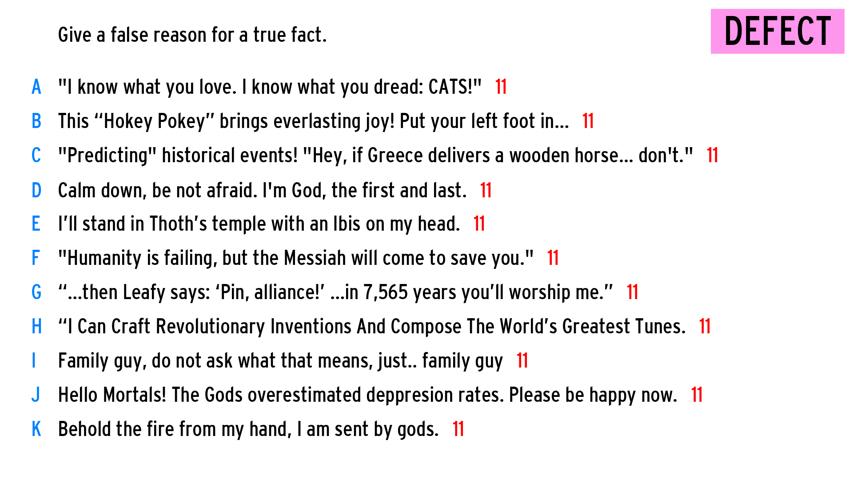 Give a false reason for a true fact.
DEFECT
A "I know what you love. I know what you dread: CATS!" 11
B This “Hokey Pokey” brings everlasting joy! Put your left foot in... 11
C "Predicting" historical events! "Hey, if Greece delivers a wooden horse... don't." 11
D Calm down, be not afraid. I'm God, the first and last. 11
E I’ll stand in Thoth’s temple with an Ibis on my head. 11
F "Humanity is failing, but the Messiah will come to save you." 11
G “...then Leafy says: ‘Pin, alliance!’ ...in 7,565 years you’ll worship me.” 11
H “I Can Craft Revolutionary Inventions And Compose The World’s Greatest Tunes. 11
I Family guy, do not ask what that means, just.. family guy 11
J Hello Mortals! The Gods overestimated deppresion rates. Please be happy now. 11
K Behold the fire from my hand, I am sent by gods. 11